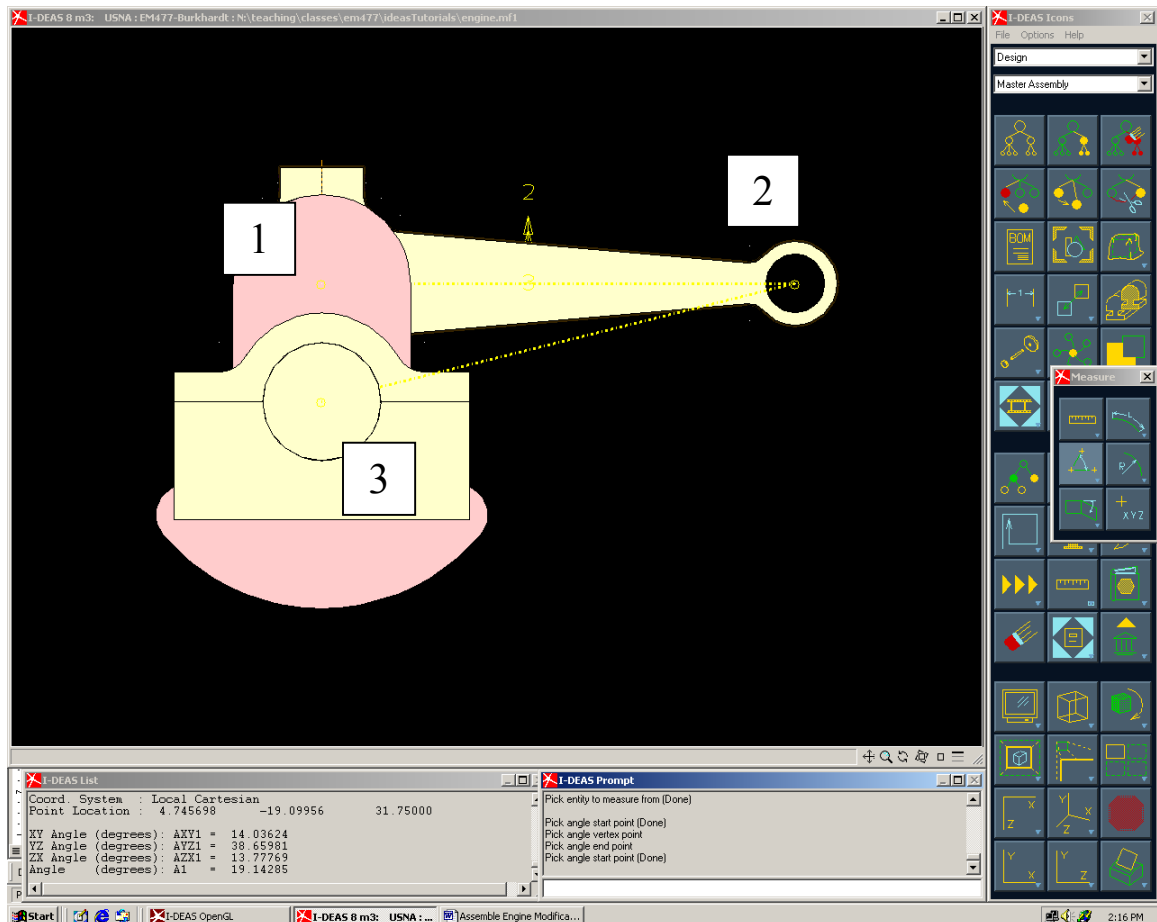 I-DEAS 8 m3:   USNA : EM477-Burkhardt : N:\teaching\classes\em477\ideasTutorials\engine.mf1
I-DEAS Icons
File Options Help
Design
Master Assembly
BOM
1
Measure
L
R
XYZ
1
2
2
3
3
I-DEAS List
Coord. System : Local Cartesian
Point Location : 4.745698 -19.09956 31.75000
XY Angle (degrees): AXY1 = 14.03624
YZ Angle (degrees): AYZ1 = 38.65981
ZX Angle (degrees): AZX1 = 13.77769
Angle (degrees): A1 = 19.14285
I-DEAS Prompt
Pick entity to measure from (Done)
Pick angle start point (Done)
Pick angle vertex point
Pick angle end point
Pick angle start point (Done)
X
Z
Y
X
Z
Y
X
Y
Z
Start
I-DEAS OpenGL
I-DEAS 8 m3: USNA : ...
Assemble Engine Modifica...
2:16 PM